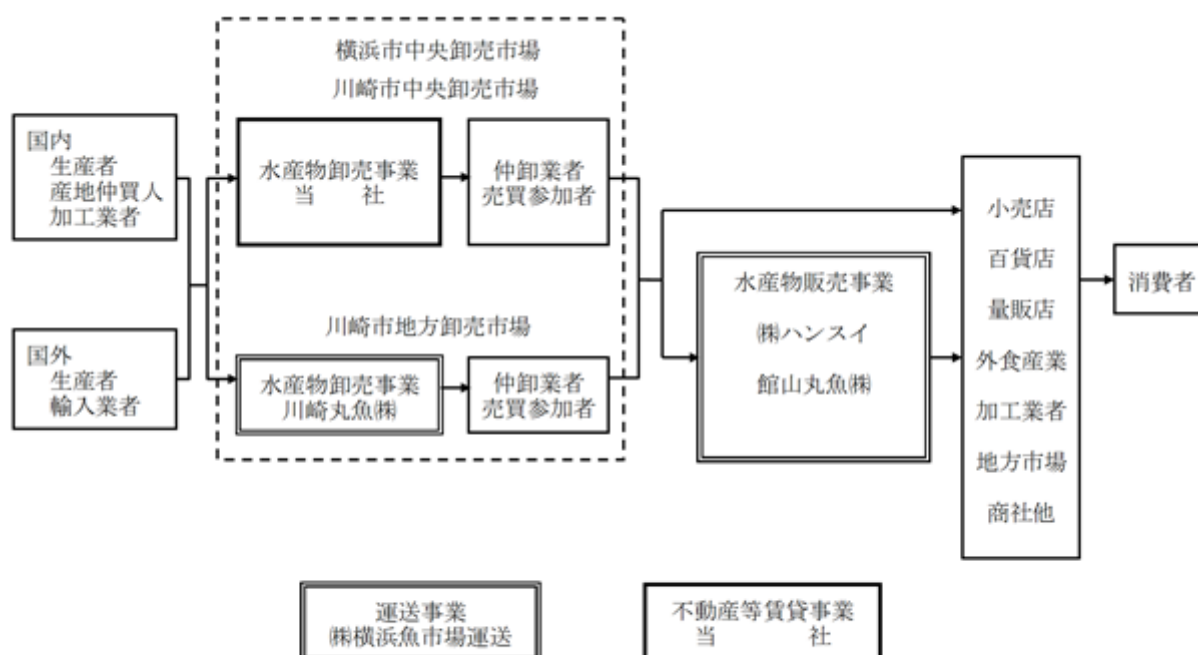 横浜市中央卸売市場
川崎市中央卸売市場
国内
生産者
産地仲買人
加工業者
国外
生産者
輸入業者
水産物卸売事業
当 社
仲卸業者
売買参加者
川崎市地方卸売市場
水産物卸売事業
川崎丸魚㈱
仲卸業者
売買参加者
水産物販売事業
㈱ハンスイ
館山丸魚㈱
小売店
百貨店
量販店
外食産業
加工業者
地方市場
商社他
消費者
運送事業
㈱横浜魚市場運送
不動産等賃貸事業
当 社